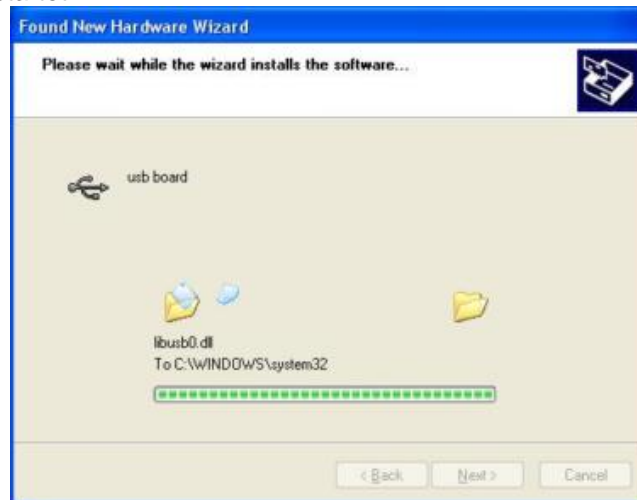 Found New Hardware Wizard
Please wait while the wizard installs the software...
usb board
libusb0.dll
To C:\WINDOWS\system32
< Back Next > Cancel